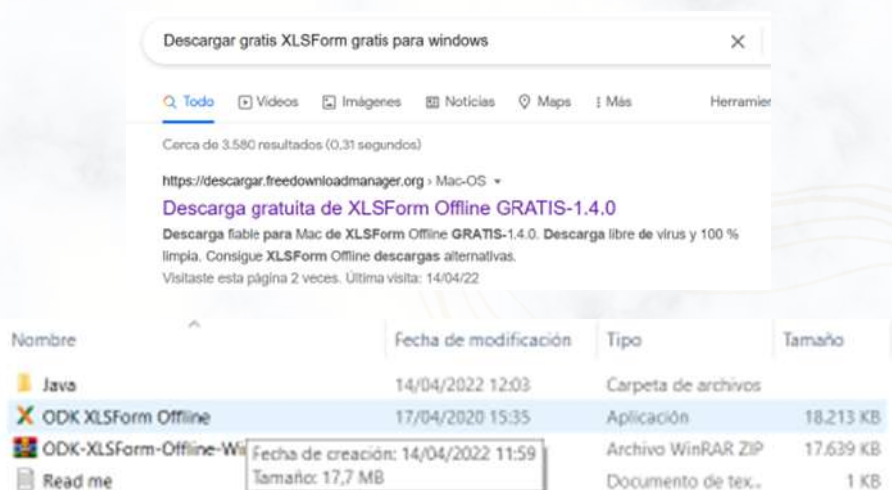 Descargar gratis XLSForm gratis para windows
Todo Videos Imágenes Noticias Maps Más Herramien
Cerca de 3.580 resultados (0,31 segundos)
https://descargar.freedownloadmanager.org › Mac-OS
Descarga gratuita de XLSForm Offline GRATIS-1.4.0
Descarga fiable para Mac de XLSForm Offline GRATIS-1.4.0. Descarga libre de virus y 100 %
limpia. Consigue XLSForm Offline descargas alternativas.
Visitaste esta página 2 veces. Última visita: 14/04/22
Nombre Fecha de modificación Tipo Tamaño
Java 14/04/2022 12:03 Carpeta de archivos
ODK XLSForm Offline 17/04/2020 15:35 Aplicación 18.213 KB
ODK-XLSForm-Offline-Wi Fecha de creación: 14/04/2022 11:59 Archivo WinRAR ZIP 17.639 KB
Tamaño: 17,7 MB
Read me Documento de tex... 1 KB